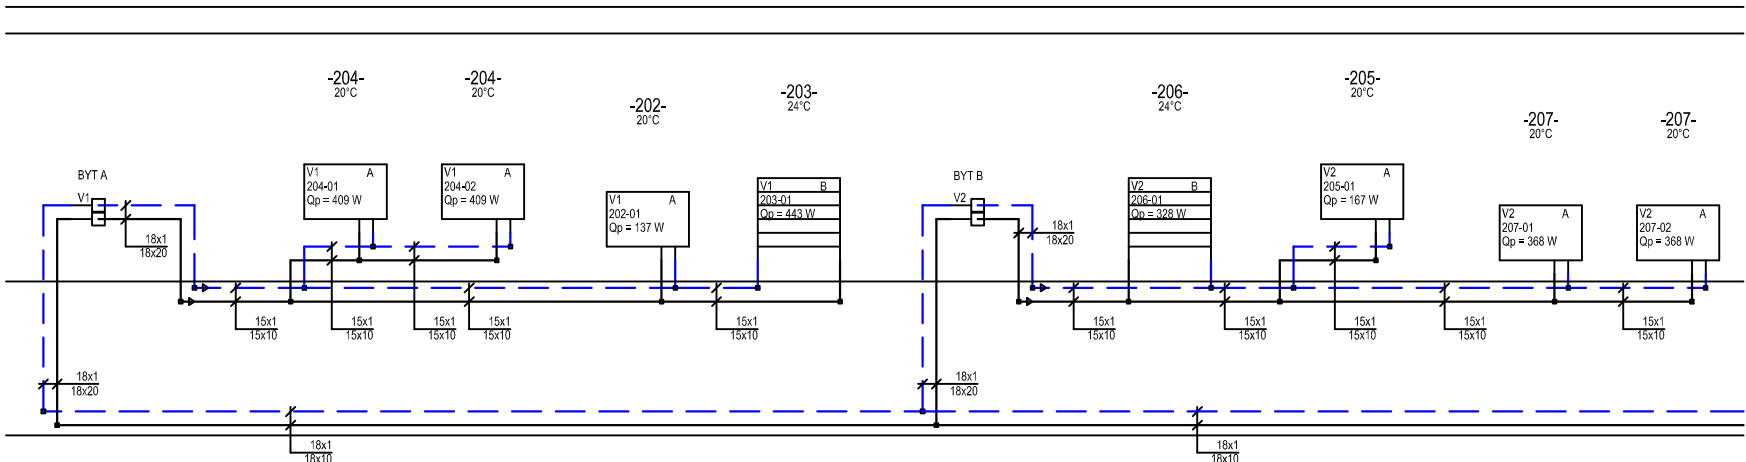 -204-
20°C
-204-
20°C
-202-
20°C
-203-
24°C
-206-
24°C
-205-
20°C
-207-
20°C
-207-
20°C
BYT A
V1
V1 A
204-01
Qp = 409 W
V1 A
204-02
Qp = 409 W
V1 A
202-01
Qp = 137 W
V1 B
203-01
Qp = 443 W
BYT B
V2
V2 B
206-01
Qp = 328 W
V2 A
205-01
Qp = 167 W
V2 A
207-01
Qp = 368 W
V2 A
207-02
Qp = 368 W
18x1
18x20
18x1
18x20
15x1
15x10
15x1
15x10
15x1
15x10
15x1
15x10
15x1
15x10
15x1
15x10
15x1
15x10
15x1
15x10
15x1
15x10
15x1
15x10
18x1
18x20
18x1
18x20
18x1
18x10
18x1
18x10